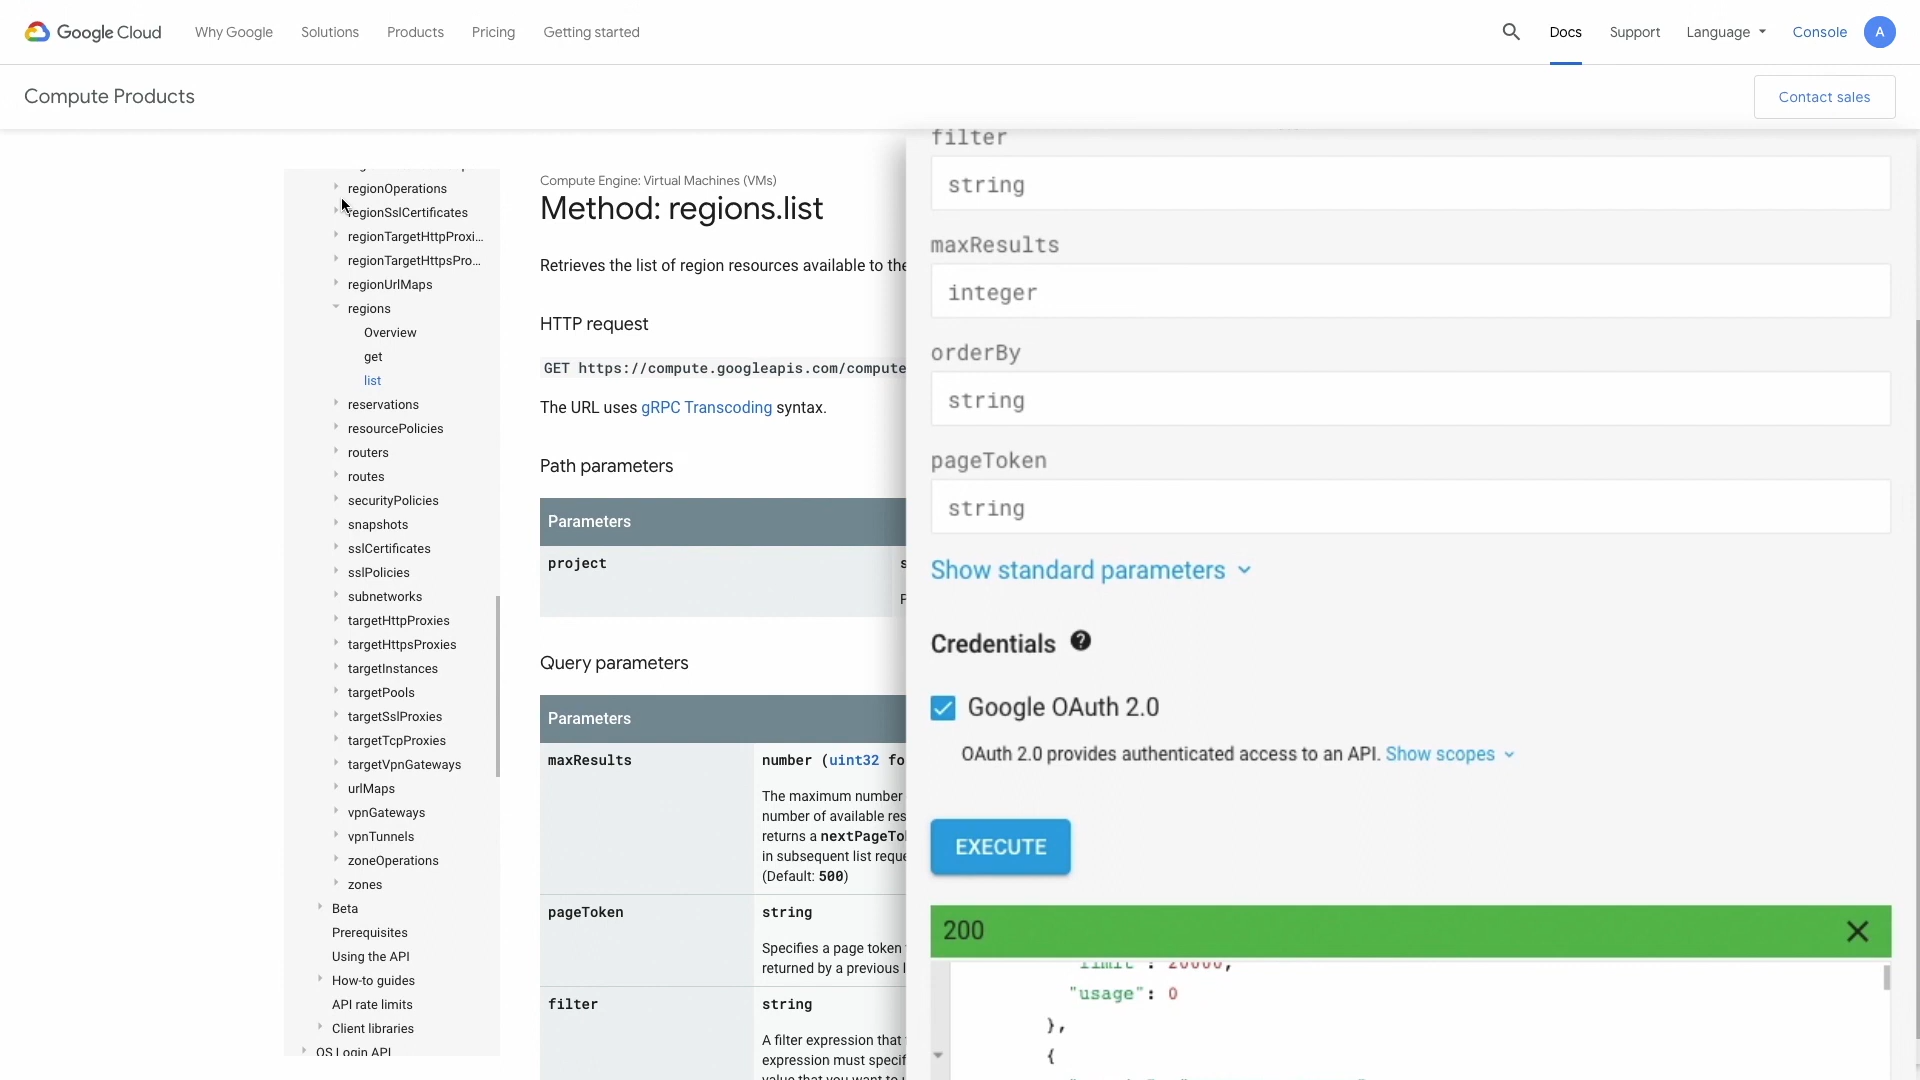 Google Cloud
Why Google
Solutions
Products
Pricing
Getting started
Docs
Support
Language
Console
A
Compute Products
Contact sales
regionOperations
regionSslCertificates
regionTargetHttpProxi...
regionTargetHttpsPro...
regionUrlMaps
regions
Overview
get
list
reservations
resourcePolicies
routers
routes
securityPolicies
snapshots
sslCertificates
sslPolicies
subnetworks
targetHttpProxies
targetHttpsProxies
targetInstances
targetPools
targetSslProxies
targetTcpProxies
targetVpnGateways
urlMaps
vpnGateways
vpnTunnels
zoneOperations
zones
Beta
Prerequisites
Using the API
How-to guides
API rate limits
Client libraries
OS Login API
Compute Engine: Virtual Machines (VMs)
Method: regions.list
Retrieves the list of region resources available to the
HTTP request
GET https://compute.googleapis.com/compute
The URL uses gRPC Transcoding syntax.
Path parameters
Parameters
project
Query parameters
Parameters
maxResults
number (uint32 fo
The maximum number
number of available res
returns a nextPageTo
in subsequent list reque
(Default: 500)
pageToken
string
Specifies a page token
returned by a previous l
filter
string
A filter expression that
expression must specif
value that you want to
filter
string
maxResults
integer
orderBy
string
pageToken
string
Show standard parameters
Credentials ?
Google OAuth 2.0
OAuth 2.0 provides authenticated access to an API. Show scopes
EXECUTE
200
"limit": 20000,
"usage": 0
},
{